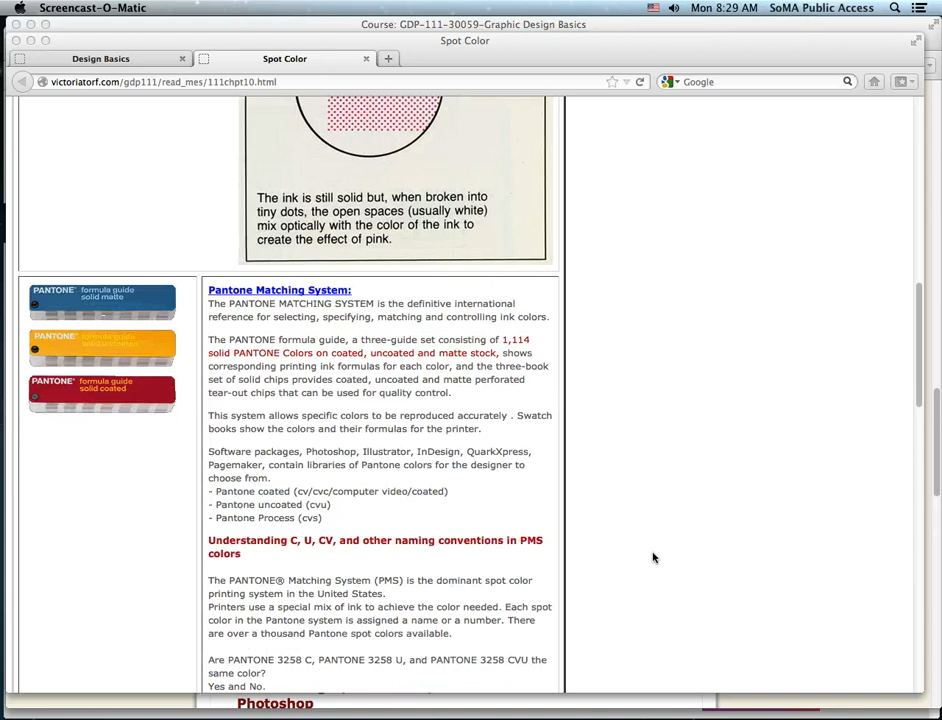 Screencast-O-Matic
Mon 8:29 AM
SoMA Public Access
Course: GDP-111-30059-Graphic Design Basics
Spot Color
Design Basics
Spot Color
victoriatorf.com/gdp111/read_mes/111chpt10.html
Google
The ink is still solid but, when broken into
tiny dots, the open spaces (usually white)
mix optically with the color of the ink to
create the effect of pink.
PANTONE® formula guide
solid matte
PANTONE® formula guide
solid uncoated
PANTONE® formula guide
solid coated
Pantone Matching System:
The PANTONE MATCHING SYSTEM is the definitive international
reference for selecting, specifying, matching and controlling ink colors.
The PANTONE formula guide, a three-guide set consisting of 1,114
solid PANTONE Colors on coated, uncoated and matte stock, shows
corresponding printing ink formulas for each color, and the three-book
set of solid chips provides coated, uncoated and matte perforated
tear-out chips that can be used for quality control.
This system allows specific colors to be reproduced accurately . Swatch
books show the colors and their formulas for the printer.
Software packages, Photoshop, Illustrator, InDesign, QuarkXpress,
Pagemaker, contain libraries of Pantone colors for the designer to
choose from.
- Pantone coated (cv/cvc/computer video/coated)
- Pantone uncoated (cvu)
- Pantone Process (cvs)
Understanding C, U, CV, and other naming conventions in PMS
colors
The PANTONE® Matching System (PMS) is the dominant spot color
printing system in the United States.
Printers use a special mix of ink to achieve the color needed. Each spot
color in the Pantone system is assigned a name or a number. There
are over a thousand Pantone spot colors available.
Are PANTONE 3258 C, PANTONE 3258 U, and PANTONE 3258 CVU the
same color?
Yes and No.
Photoshop